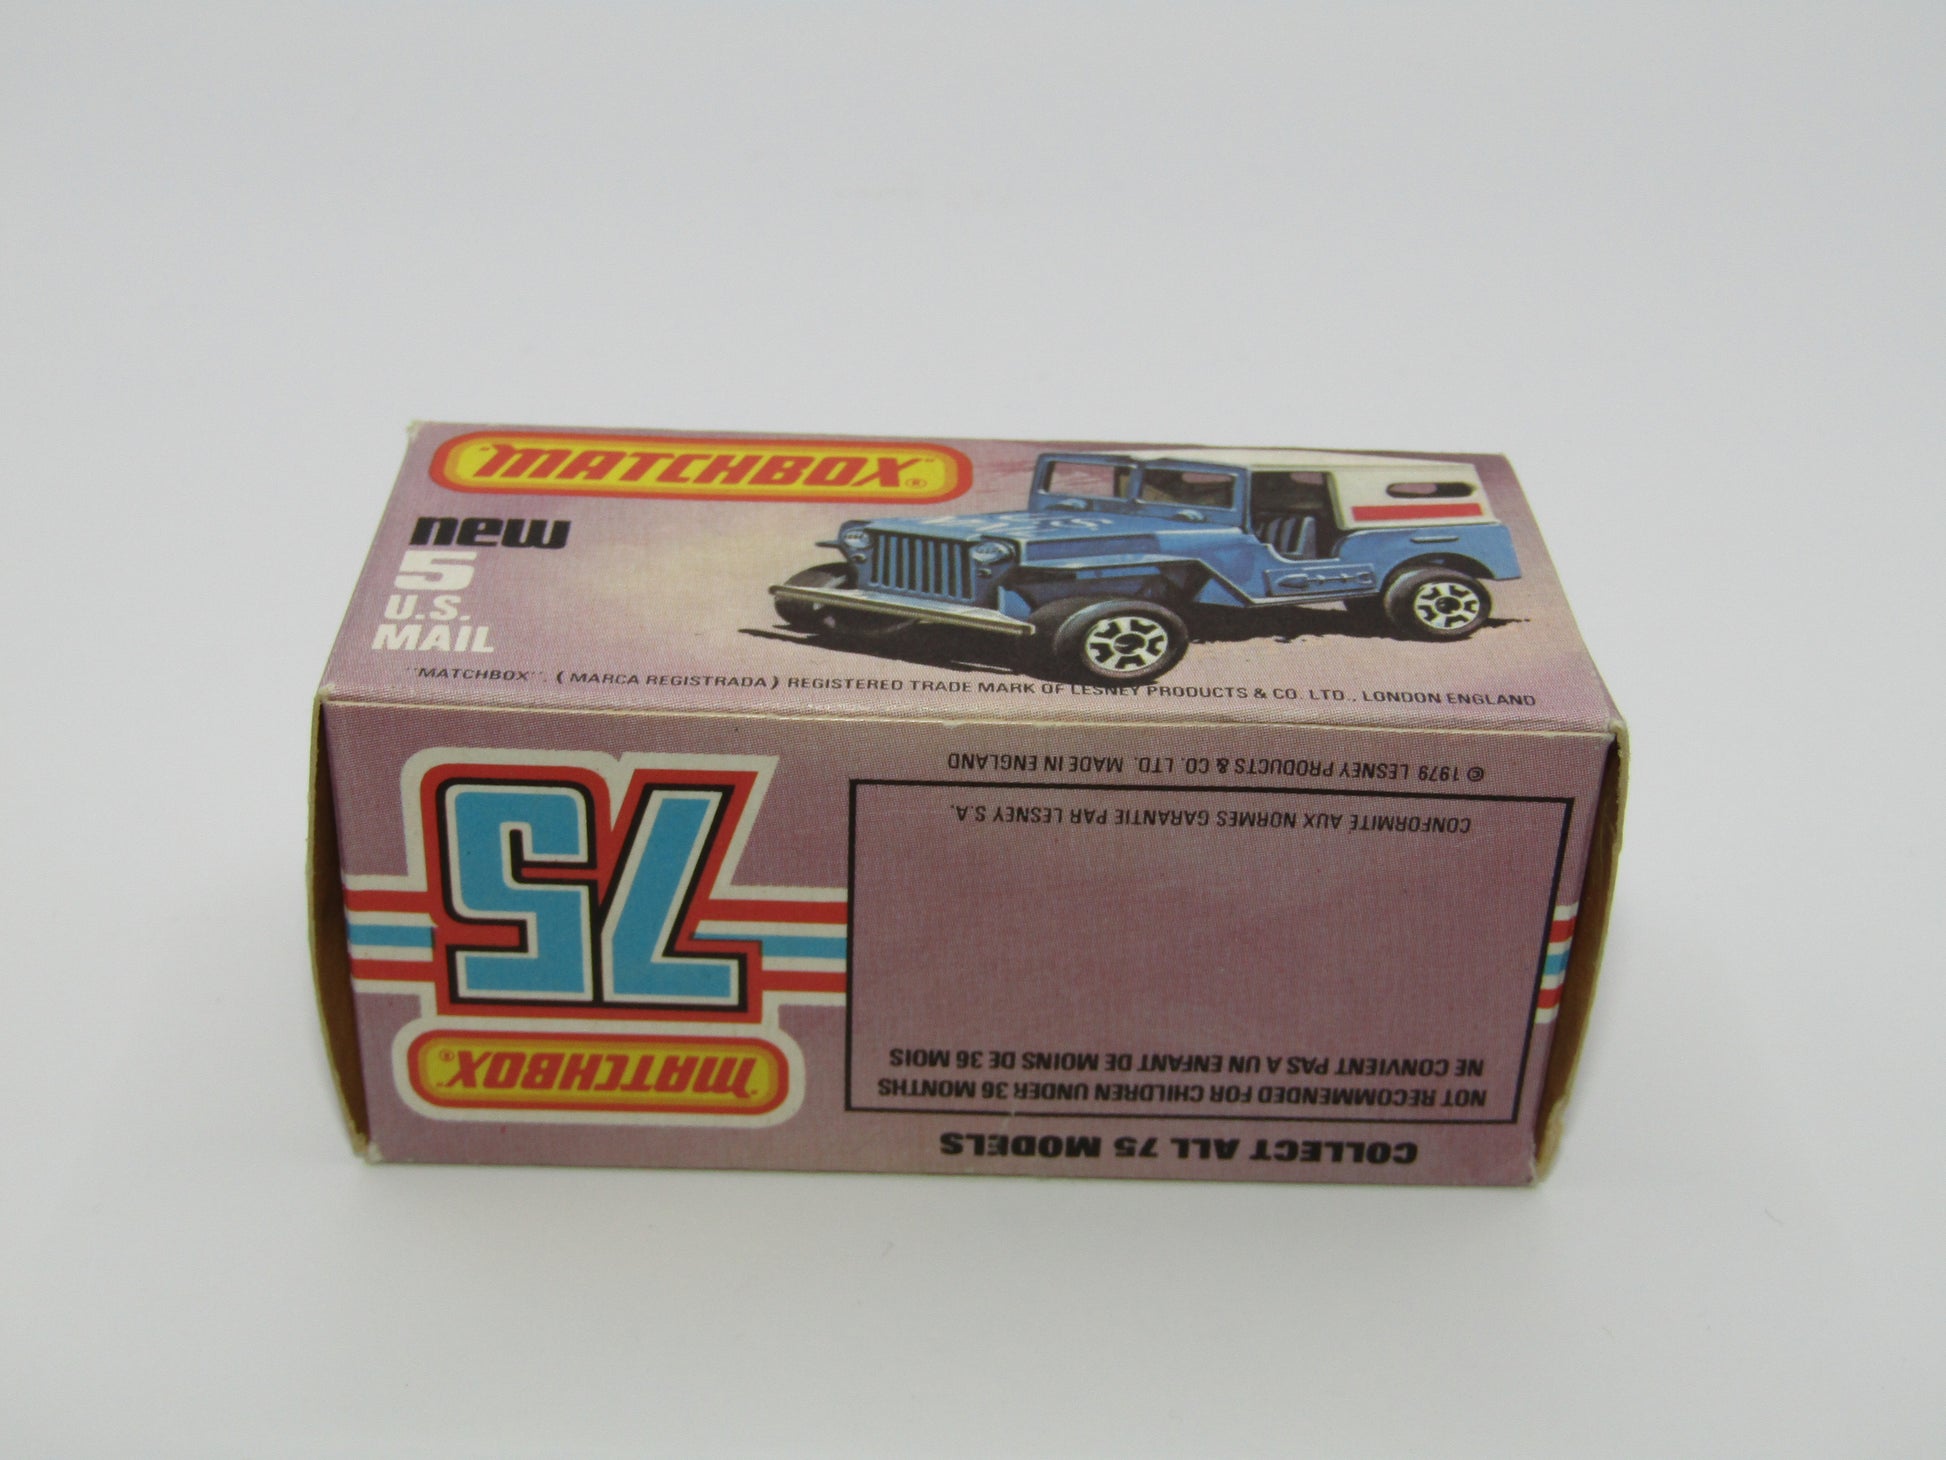 "MATCHBOX"®
new
5
U.S.
MAIL
"MATCHBOX". (MARCA REGISTRADA) REGISTERED TRADE MARK OF LESNEY PRODUCTS & CO. LTD., LONDON ENGLAND
COLLECT ALL 75 MODELS
"MATCHBOX"®
75
NOT RECOMMENDED FOR CHILDREN UNDER 36 MONTHS
NE CONVIENT PAS A UN ENFANT DE MOINS DE 36 MOIS
CONFORMITÉ AUX NORMES GARANTIE PAR LESNEY S.A.
© 1979 LESNEY PRODUCTS & CO. LTD. MADE IN ENGLAND